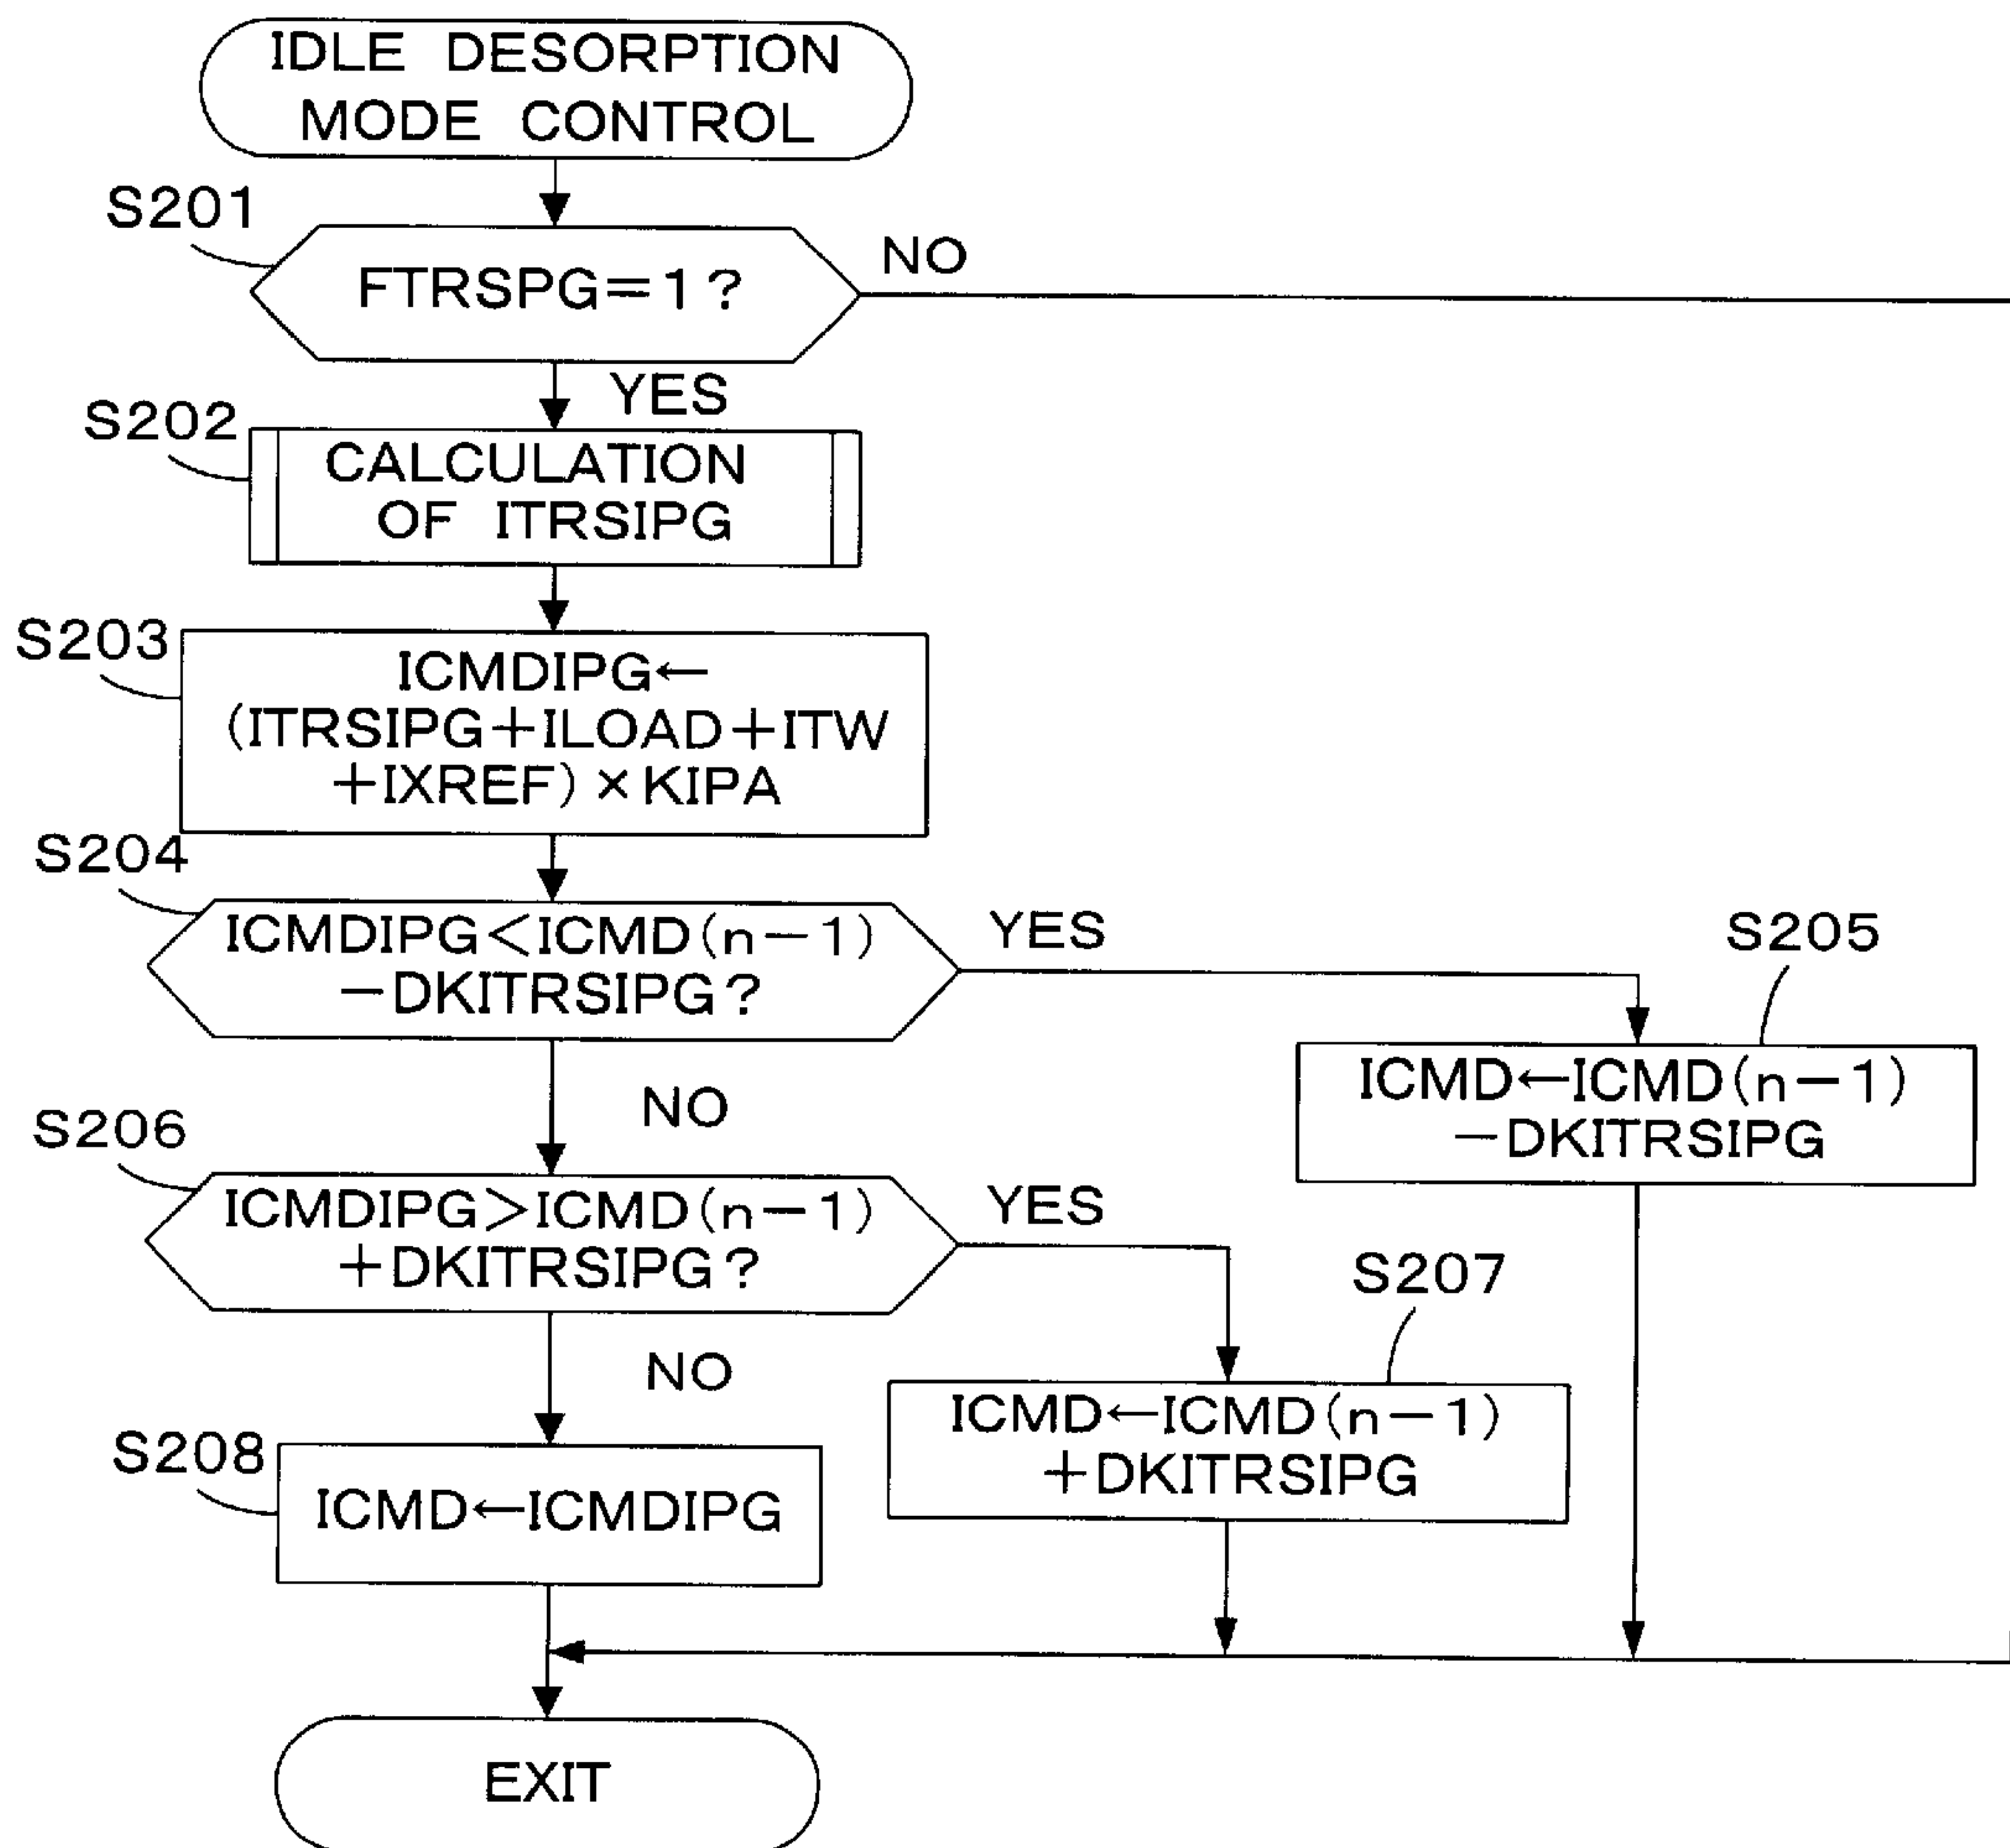 IDLE DESORPTION
MODE CONTROL
S201
FTRSPG=1?
NO
YES
S202
CALCULATION
OF ITRSIPG
S203
ICMDIPG←
(ITRSIPG+ILOAD+ITW
+IXREF)×KIPA
S204
ICMDIPG<ICMD(n-1)
-DKITRSIPG?
YES
S205
ICMD←ICMD(n-1)
-DKITRSIPG
NO
S206
ICMDIPG>ICMD(n-1)
+DKITRSIPG?
YES
S207
ICMD←ICMD(n-1)
+DKITRSIPG
NO
S208
ICMD←ICMDIPG
EXIT